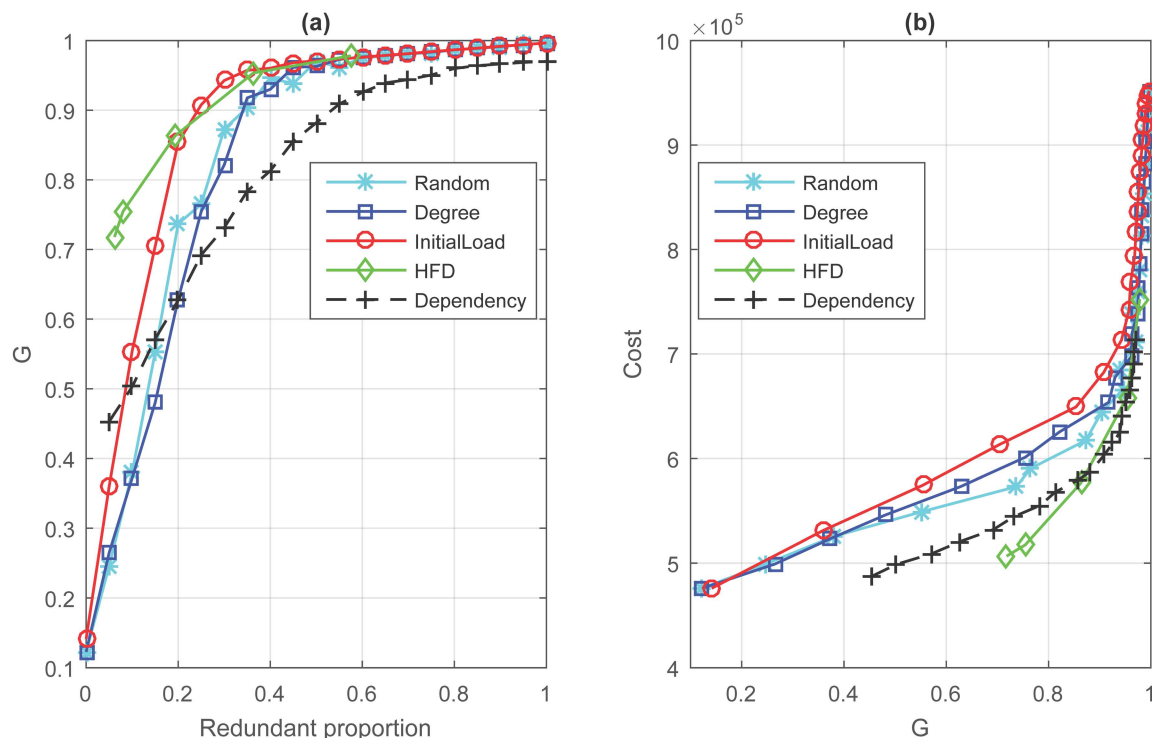 (a)
1
0.9
0.8
0.7
0.6
0.5
0.4
0.3
0.2
0.1
G
0 0.2 0.4 0.6 0.8 1
Redundant proportion
Random
Degree
InitialLoad
HFD
Dependency
(b)
×10⁵
10
9
8
7
6
5
4
Cost
0.2 0.4 0.6 0.8 1
G
Random
Degree
InitialLoad
HFD
Dependency